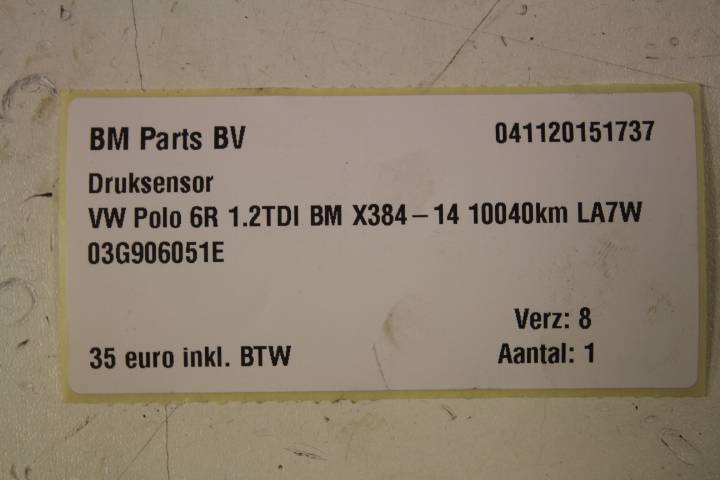 BM Parts BV 041120151737
Druksensor
VW Polo 6R 1.2TDI BM X384-14 10040km LA7W
03G906051E
Verz: 8
35 euro inkl. BTW Aantal: 1